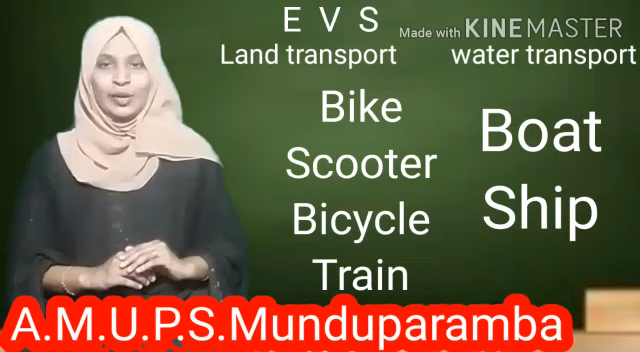 E V S
Made with KINEMASTER
Land transport
water transport
Bike
Scooter
Bicycle
Train
Boat
Ship
A.M.U.P.S.Munduparamba